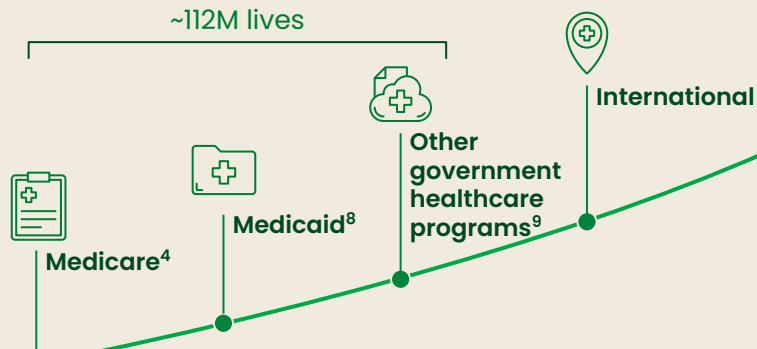 ~112M lives
International
Other
government
healthcare
programs⁹
Medicaid⁸
Medicare⁴